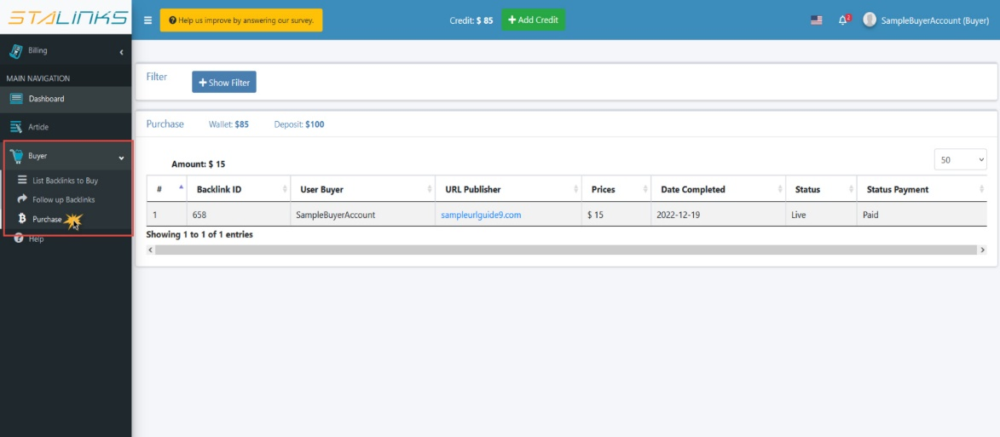 STALINKS
Help us improve by answering our survey.
Credit: $ 85
Add Credit
2
SampleBuyerAccount (Buyer)
Billing
MAIN NAVIGATION
Dashboard
Article
Buyer
List Backlinks to Buy
Follow up Backlinks
Purchase
Help
Filter
Show Filter
Purchase Wallet: $85 Deposit: $100
Amount: $ 15
50
# Backlink ID User Buyer URL Publisher Prices Date Completed Status Status Payment
1 658 SampleBuyerAccount sampleurlguide9.com $ 15 2022-12-19 Live Paid
Showing 1 to 1 of 1 entries